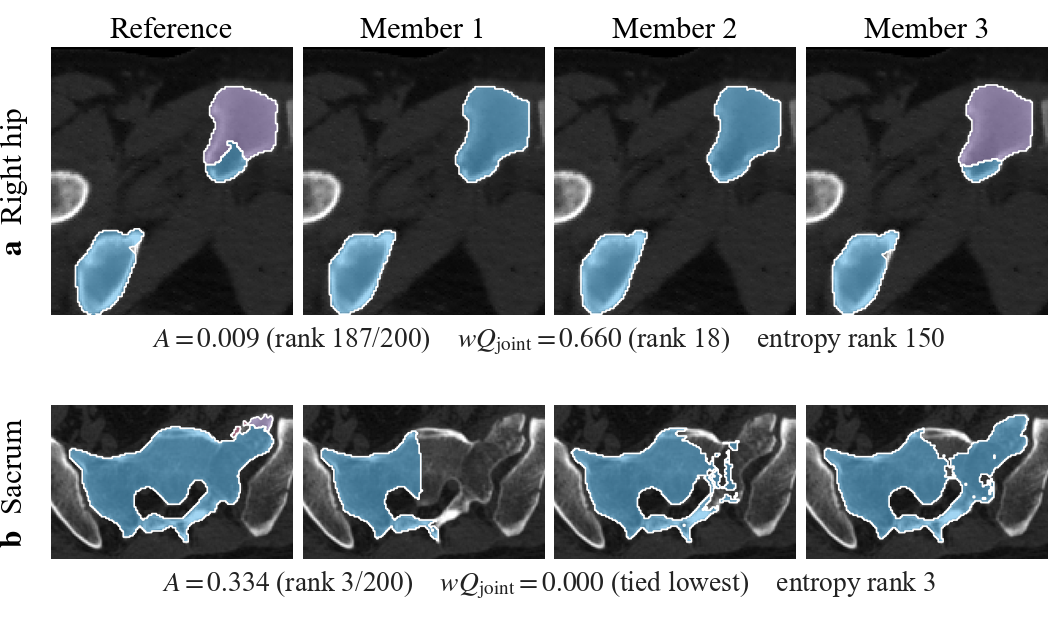 Reference Member 1 Member 2 Member 3
a Right hip
A = 0.009 (rank 187/200) wQjoint = 0.660 (rank 18) entropy rank 150
b Sacrum
A = 0.334 (rank 3/200) wQjoint = 0.000 (tied lowest) entropy rank 3